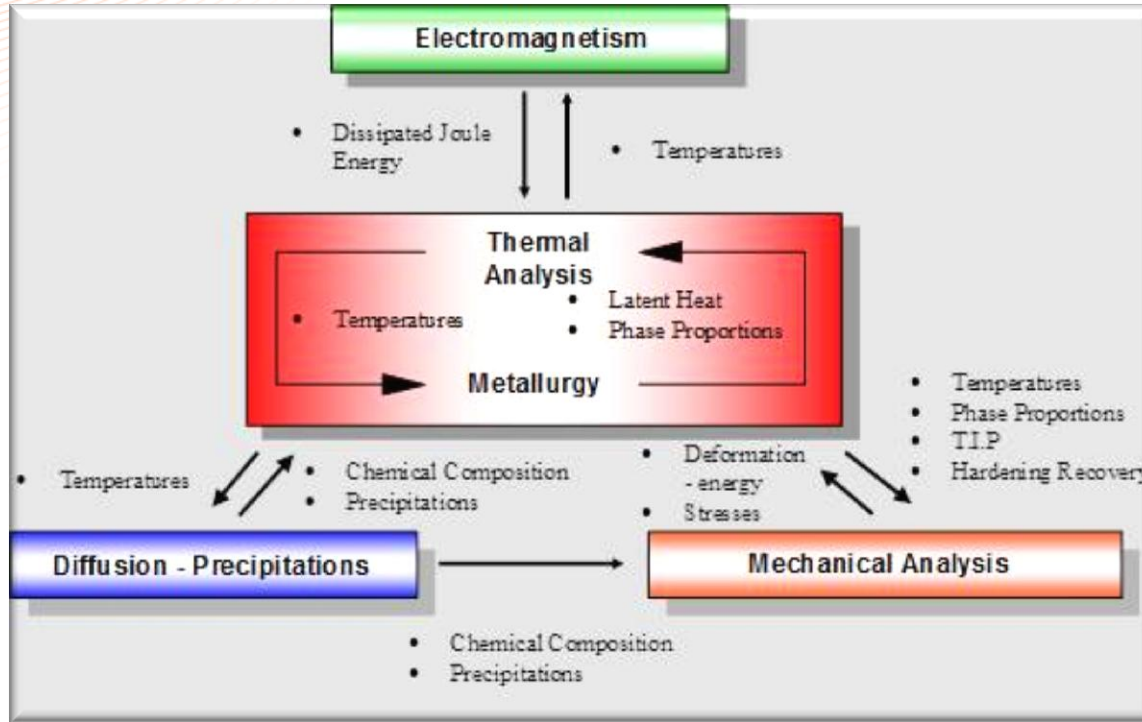 Electromagnetism
• Dissipated Joule
Energy
• Temperatures
Thermal
Analysis
• Latent Heat
• Phase Proportions
• Temperatures
Metallurgy
• Temperatures
• Phase Proportions
• T.I.P
• Hardening Recovery
• Deformation
- energy
• Stresses
• Chemical Composition
• Precipitations
• Temperatures
Diffusion - Precipitations
Mechanical Analysis
• Chemical Composition
• Precipitations